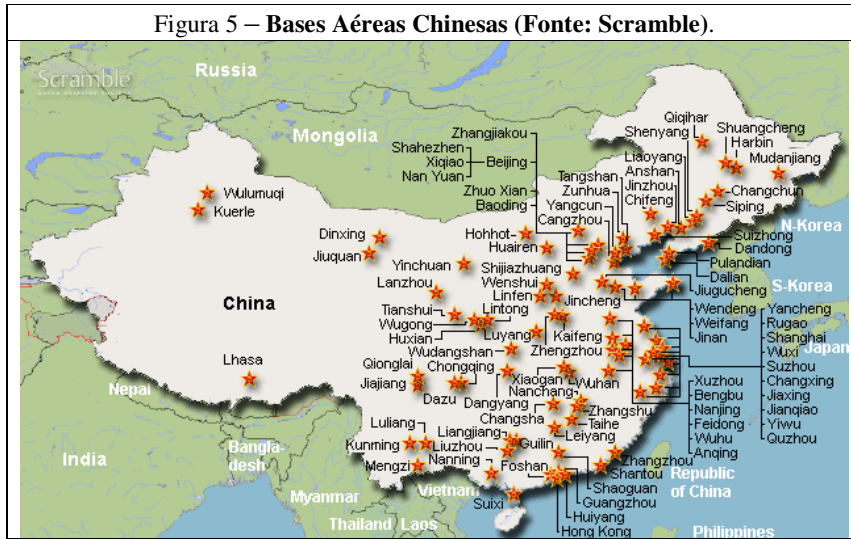 Figura 5 – Bases Aéreas Chinesas (Fonte: Scramble).
Scramble
Russia
Mongolia
Qiqihar
Zhangjiakou
Shenyang
Shuangcheng
Shahezhen
Harbin
Xiqiao
Beijing
Liaoyang
Mudanjiang
Nan Yuan
Tangshan
Anshan
Zunhua
Jinzhou
Zhuo Xian
Yangcun
Chifeng
Changchun
Wulumuqi
Baoding
Cangzhou
Siping
Kuerle
N-Korea
Dinxing
Hohhot
Suizhong
Huairen
Dandong
Jiuquan
Pulandian
Yinchuan
Shijiazhuang
Dalian
Lanzhou
Wenshui
Jiugucheng
S-Korea
China
Linfen
Jincheng
Tianshui
Lintong
Wendeng
Yancheng
Wugong
Weifang
Rugao
Huxian
Luyang
Kaifeng
Jinan
Shanghai
Japan
Wudangshan
Zhengzhou
Wuxi
Lhasa
Qionglai
Suzhou
Chongqing
Xiaogan
Wuhan
Xuzhou
Changxing
Nepal
Jiajiang
Nanchang
Bengbu
Jiaxing
Dazu
Dangyang
Zhangshu
Nanjing
Jianqiao
Changsha
Taihe
Feidong
Yiwu
Luliang
Liangjiang
Leiyang
Wuhu
Quzhou
India
Bangla-
desh
Kunming
Liuzhou
Guilin
Anqing
Nanning
Zhangzhou
Mengzi
Foshan
Shantou
Republic
of China
Myanmar
Vietnam
Shaoguan
Suixi
Guangzhou
Huiyang
Thailand
Laos
Hong Kong
Philippines